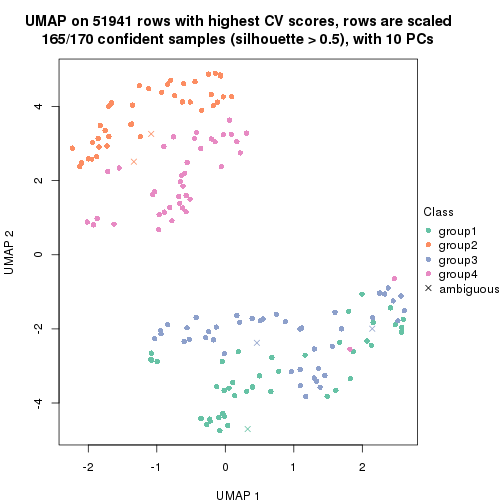 UMAP on 51941 rows with highest CV scores, rows are scaled
165/170 confident samples (silhouette > 0.5), with 10 PCs
4
2
0
-2
-4
UMAP 2
-2
-1
0
1
2
UMAP 1
Class
group1
group2
group3
group4
ambiguous